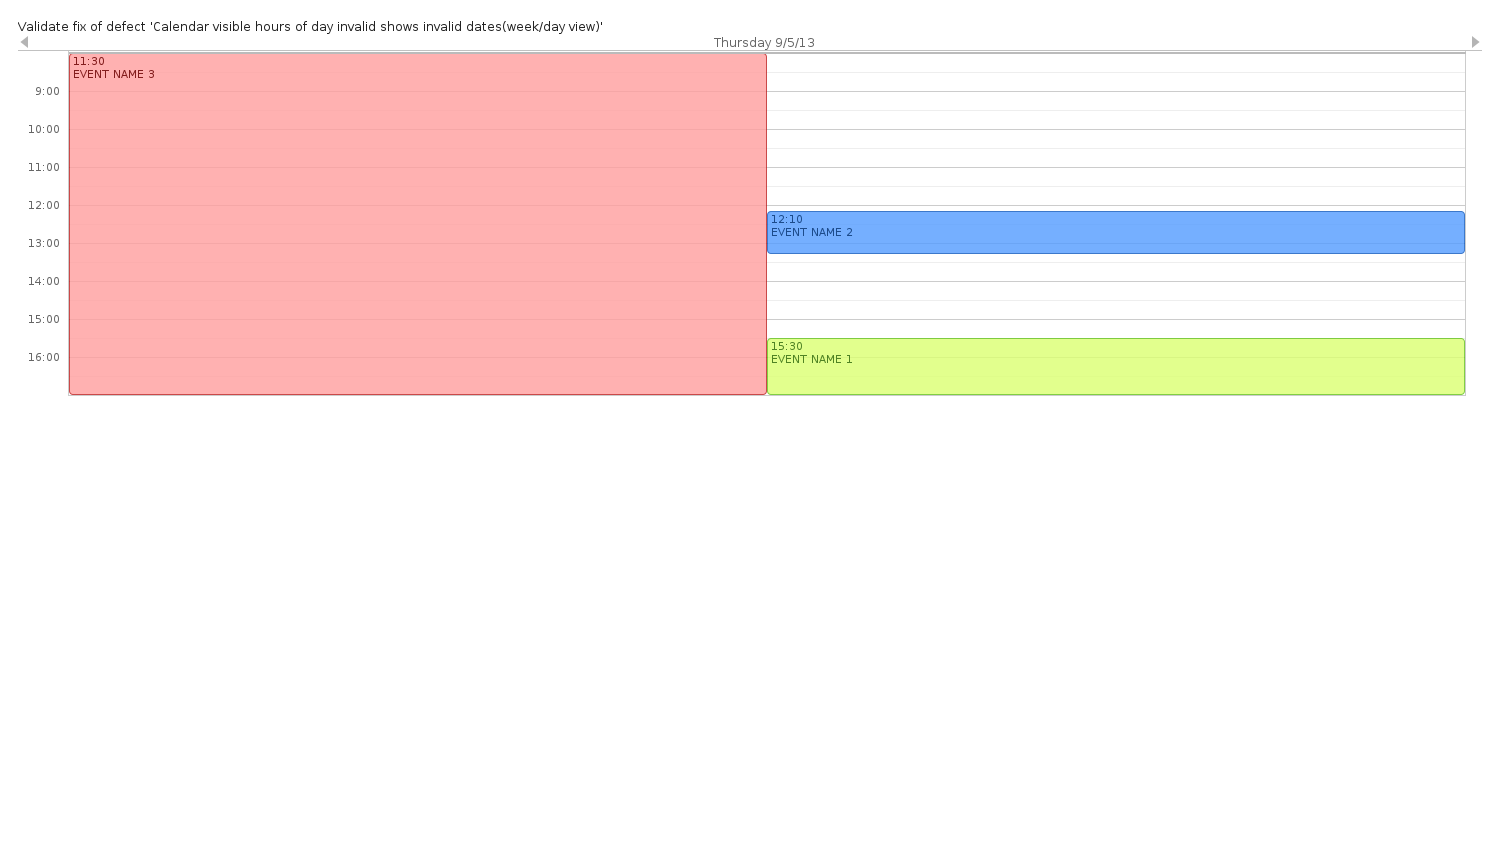 Validate fix of defect 'Calendar visible hours of day invalid shows invalid dates(week/day view)'
Thursday 9/5/13
11:30
EVENT NAME 3
9:00
10:00
11:00
12:00
12:10
EVENT NAME 2
13:00
14:00
15:00
15:30
EVENT NAME 1
16:00